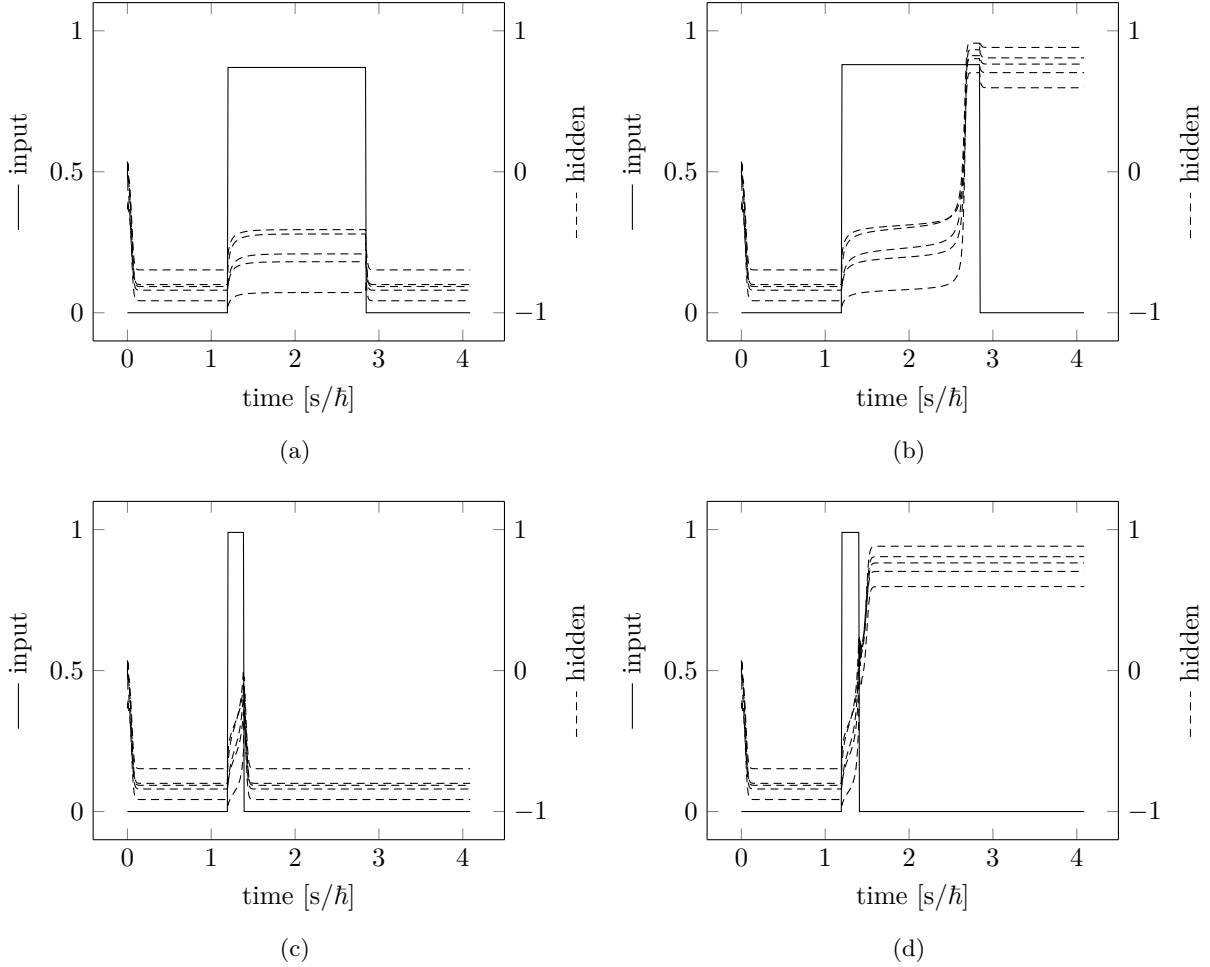 1
0.5
0
1
0
−1
0 1 2 3 4
time [s/ħ]
— input
--- hidden
(a)
1
0.5
0
1
0
−1
0 1 2 3 4
time [s/ħ]
— input
--- hidden
(b)
1
0.5
0
1
0
−1
0 1 2 3 4
time [s/ħ]
— input
--- hidden
(c)
1
0.5
0
1
0
−1
0 1 2 3 4
time [s/ħ]
— input
--- hidden
(d)